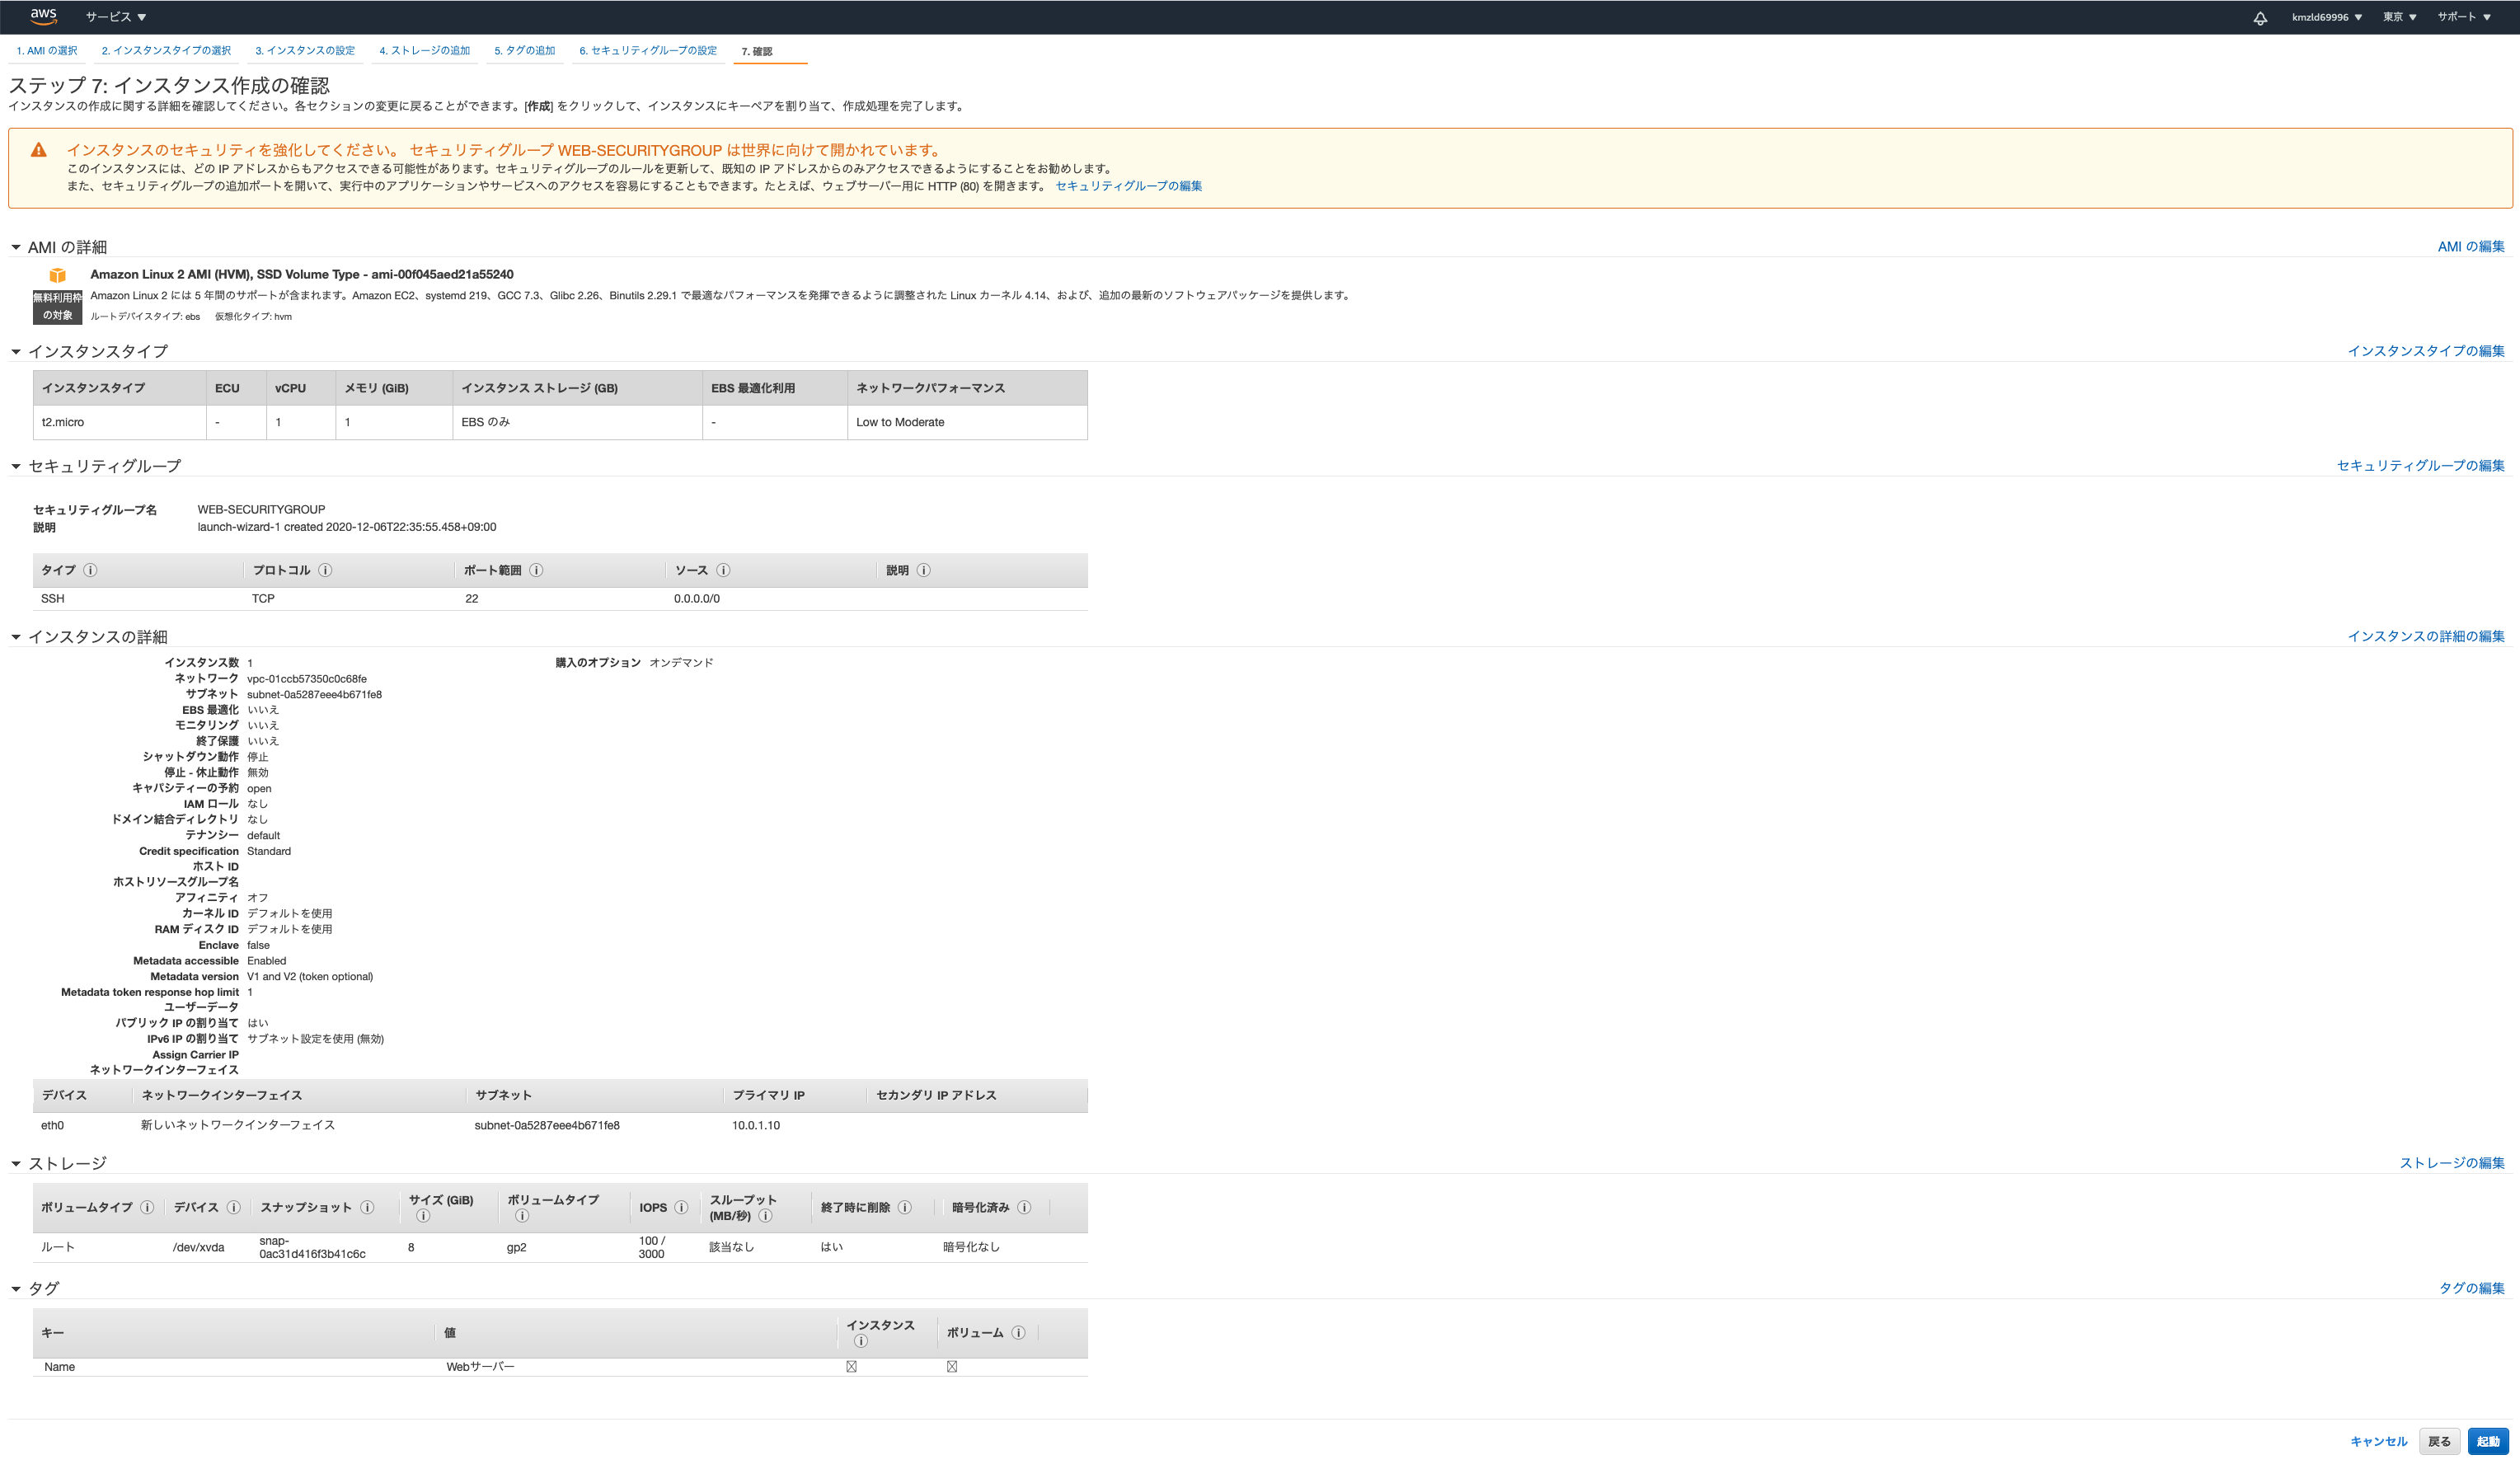 aws サービス kmzld69996 東京 サポート
1. AMI の選択 2. インスタンスタイプの選択 3. インスタンスの設定 4. ストレージの追加 5. タグの追加 6. セキュリティグループの設定 7. 確認
ステップ 7: インスタンス作成の確認
インスタンスの作成に関する詳細を確認してください。各セクションの変更に戻ることができます。[作成] をクリックして、インスタンスにキーペアを割り当て、作成処理を完了します。
インスタンスのセキュリティを強化してください。 セキュリティグループ WEB-SECURITYGROUP は世界に向けて開かれています。
このインスタンスには、どの IP アドレスからもアクセスできる可能性があります。セキュリティグループのルールを更新して、既知の IP アドレスからのみアクセスできるようにすることをお勧めします。
また、セキュリティグループの追加ポートを開いて、実行中のアプリケーションやサービスへのアクセスを容易にすることもできます。たとえば、ウェブサーバー用に HTTP (80) を開きます。 セキュリティグループの編集
AMI の詳細 AMI の編集
Amazon Linux 2 AMI (HVM), SSD Volume Type - ami-00f045aed21a55240
無料利用枠の対象
Amazon Linux 2 には 5 年間のサポートが含まれます。Amazon EC2、systemd 219、GCC 7.3、Glibc 2.26、Binutils 2.29.1 で最適なパフォーマンスを発揮できるように調整された Linux カーネル 4.14、および、追加の最新のソフトウェアパッケージを提供します。
ルートデバイスタイプ: ebs 仮想化タイプ: hvm
インスタンスタイプ インスタンスタイプの編集
インスタンスタイプ ECU vCPU メモリ (GiB) インスタンス ストレージ (GB) EBS 最適化利用 ネットワークパフォーマンス
t2.micro - 1 1 EBS のみ - Low to Moderate
セキュリティグループ セキュリティグループの編集
セキュリティグループ名 WEB-SECURITYGROUP
説明 launch-wizard-1 created 2020-12-06T22:35:55.458+09:00
タイプ プロトコル ポート範囲 ソース 説明
SSH TCP 22 0.0.0.0/0
インスタンスの詳細 インスタンスの詳細の編集
インスタンス数 1 購入のオプション オンデマンド
ネットワーク vpc-01ccb57350c0c68fe
サブネット subnet-0a5287eee4b671fe8
EBS 最適化 いいえ
モニタリング いいえ
終了保護 いいえ
シャットダウン動作 停止
停止 - 休止動作 無効
キャパシティーの予約 open
IAM ロール なし
ドメイン結合ディレクトリ なし
テナンシー default
Credit specification Standard
ホスト ID
ホストリソースグループ名
アフィニティ オフ
カーネル ID デフォルトを使用
RAM ディスク ID デフォルトを使用
Enclave false
Metadata accessible Enabled
Metadata version V1 and V2 (token optional)
Metadata token response hop limit 1
ユーザーデータ
パブリック IP の割り当て はい
IPv6 IP の割り当て サブネット設定を使用 (無効)
Assign Carrier IP
ネットワークインターフェイス
デバイス ネットワークインターフェイス サブネット プライマリ IP セカンダリ IP アドレス
eth0 新しいネットワークインターフェイス subnet-0a5287eee4b671fe8 10.0.1.10
ストレージ ストレージの編集
ボリュームタイプ デバイス スナップショット サイズ (GiB) ボリュームタイプ IOPS スループット (MB/秒) 終了時に削除 暗号化済み
ルート /dev/xvda snap-0ac31d416f3b41c6c 8 gp2 100 / 3000 該当なし はい 暗号化なし
タグ タグの編集
キー 値 インスタンス ボリューム
Name Webサーバー
キャンセル 戻る 起動